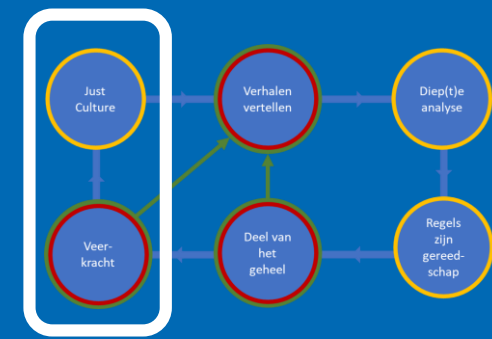 Just
Culture
Verhalen
vertellen
Diep(t)e
analyse
Veer-
kracht
Deel van
het
geheel
Regels
zijn
gereed-
schap